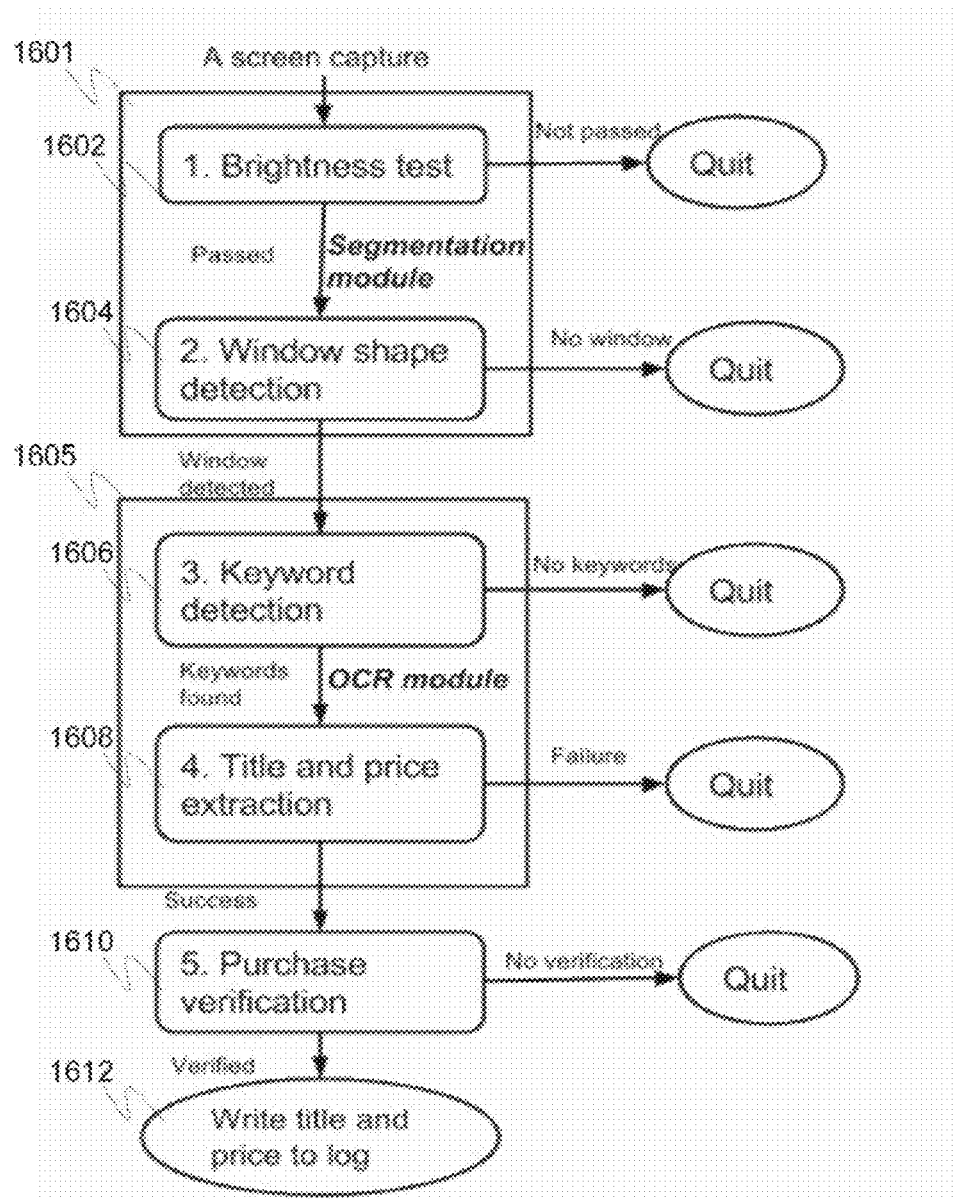 1601
A screen capture
1602
1. Brightness test
Not passed
Quit
Passed
Segmentation
module
1604
2. Window shape
detection
No window
Quit
1605
Window
detected
1606
3. Keyword
detection
No keywords
Quit
Keywords
found
OCR module
1608
4. Title and price
extraction
Failure
Quit
Success
1610
5. Purchase
verification
No verification
Quit
1612
Verified
Write title and
price to log